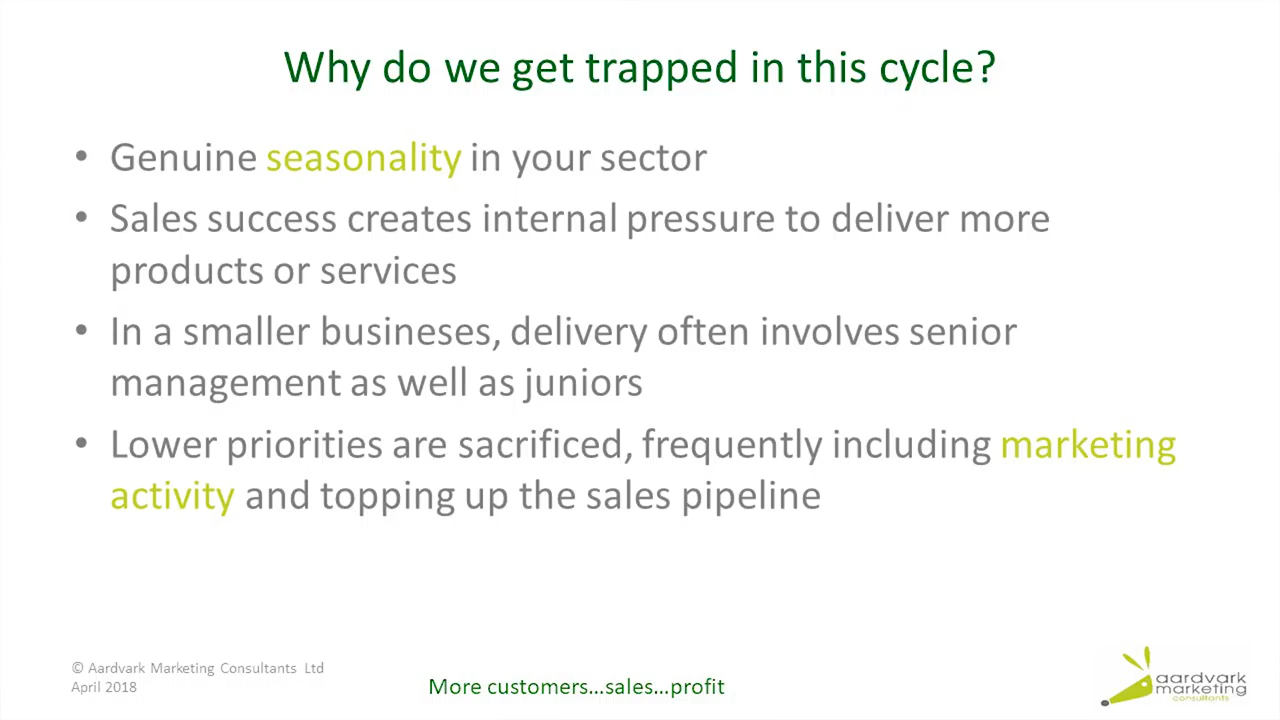 Why do we get trapped in this cycle?
• Genuine seasonality in your sector
• Sales success creates internal pressure to deliver more
products or services
• In a smaller busineses, delivery often involves senior
management as well as juniors
• Lower priorities are sacrificed, frequently including marketing
activity and topping up the sales pipeline
© Aardvark Marketing Consultants Ltd
April 2018
More customers…sales…profit
aardvark
marketing
consultants